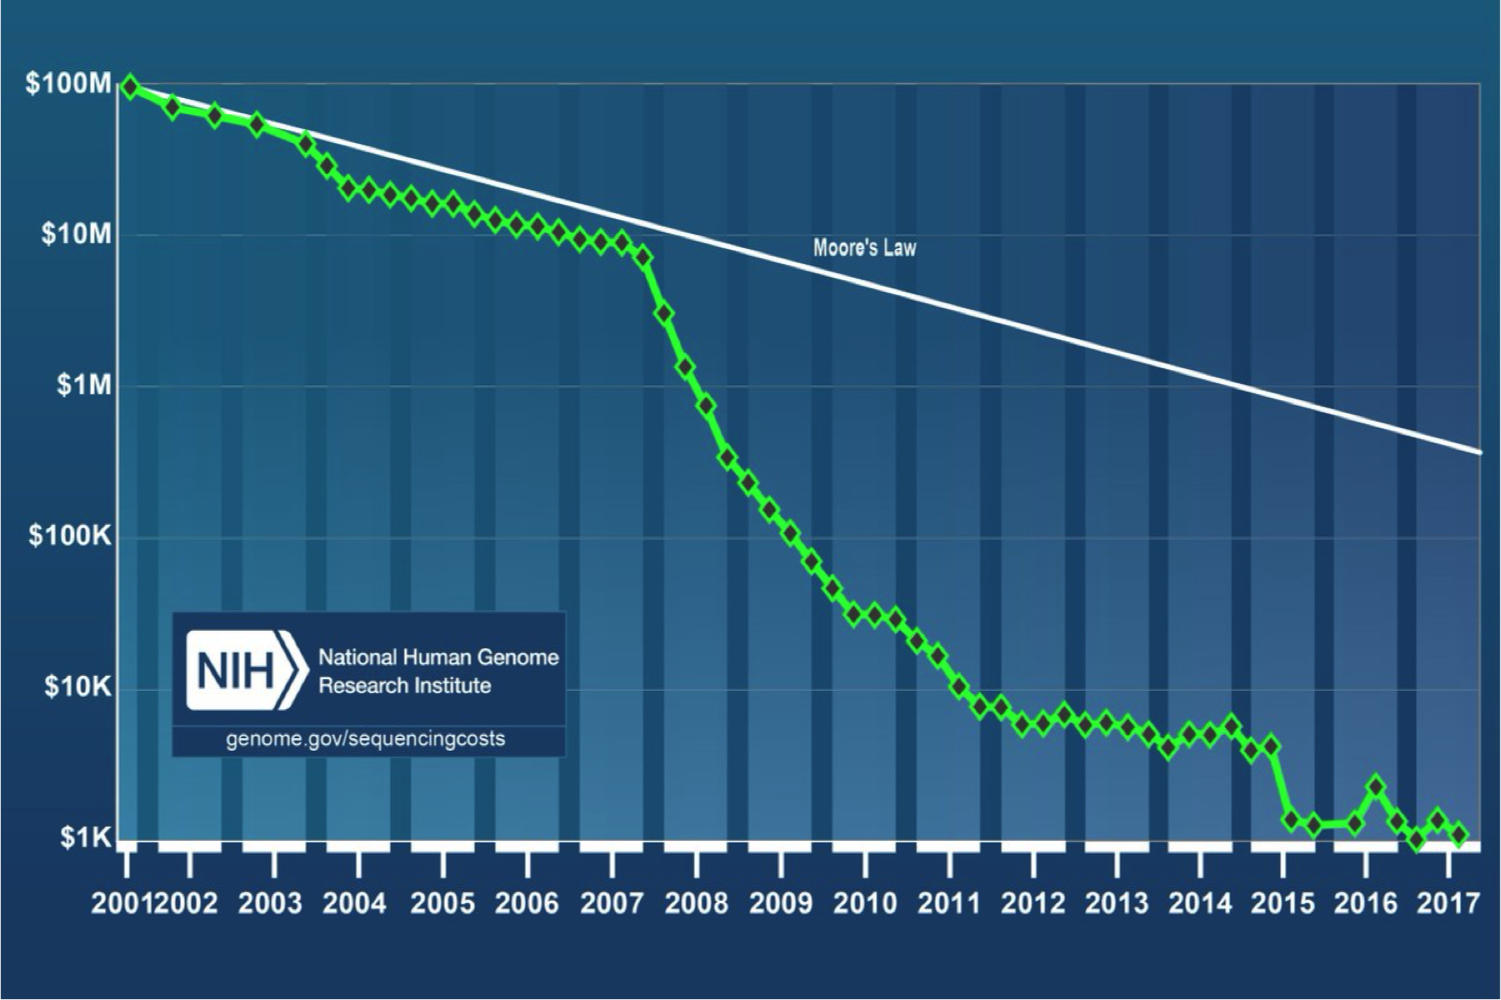 $100M
Moore's Law
$10M
$1M
$100K
NIH
National Human Genome
Research Institute
$10K
genome.gov/sequencingcosts
$1K
2001 2002 2003 2004 2005 2006 2007 2008 2009 2010 2011 2012 2013 2014 2015 2016 2017